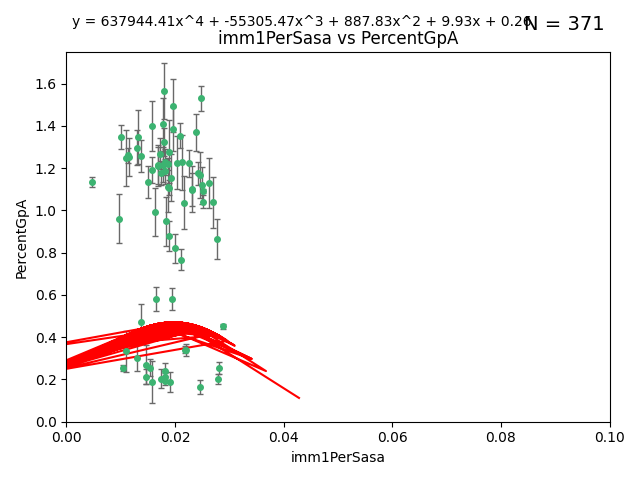 y = 637944.41x^4 + -55305.47x^3 + 887.83x^2 + 9.93x + 0.26
N = 371
imm1PerSasa vs PercentGpA
PercentGpA
1.6
1.4
1.2
1.0
0.8
0.6
0.4
0.2
0.0
0.00 0.02 0.04 0.06 0.08 0.10
imm1PerSasa